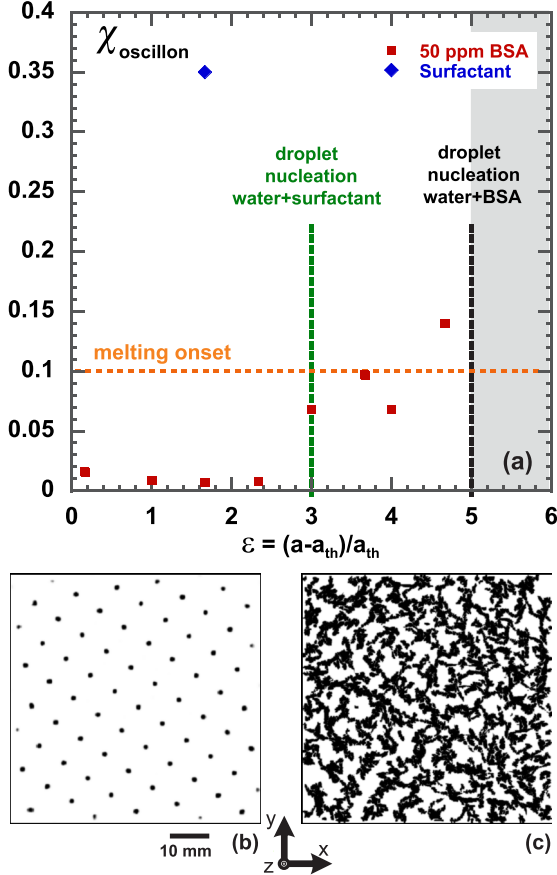 0.4
χoscillon
50 ppm BSA
Surfactant
0.35
0.3
droplet
nucleation
water+surfactant
droplet
nucleation
water+BSA
0.25
0.2
0.15
melting onset
0.1
0.05
(a)
0
0 1 2 3 4 5 6
ε = (a-ath)/ath
10 mm
(b)
y
x
z
(c)